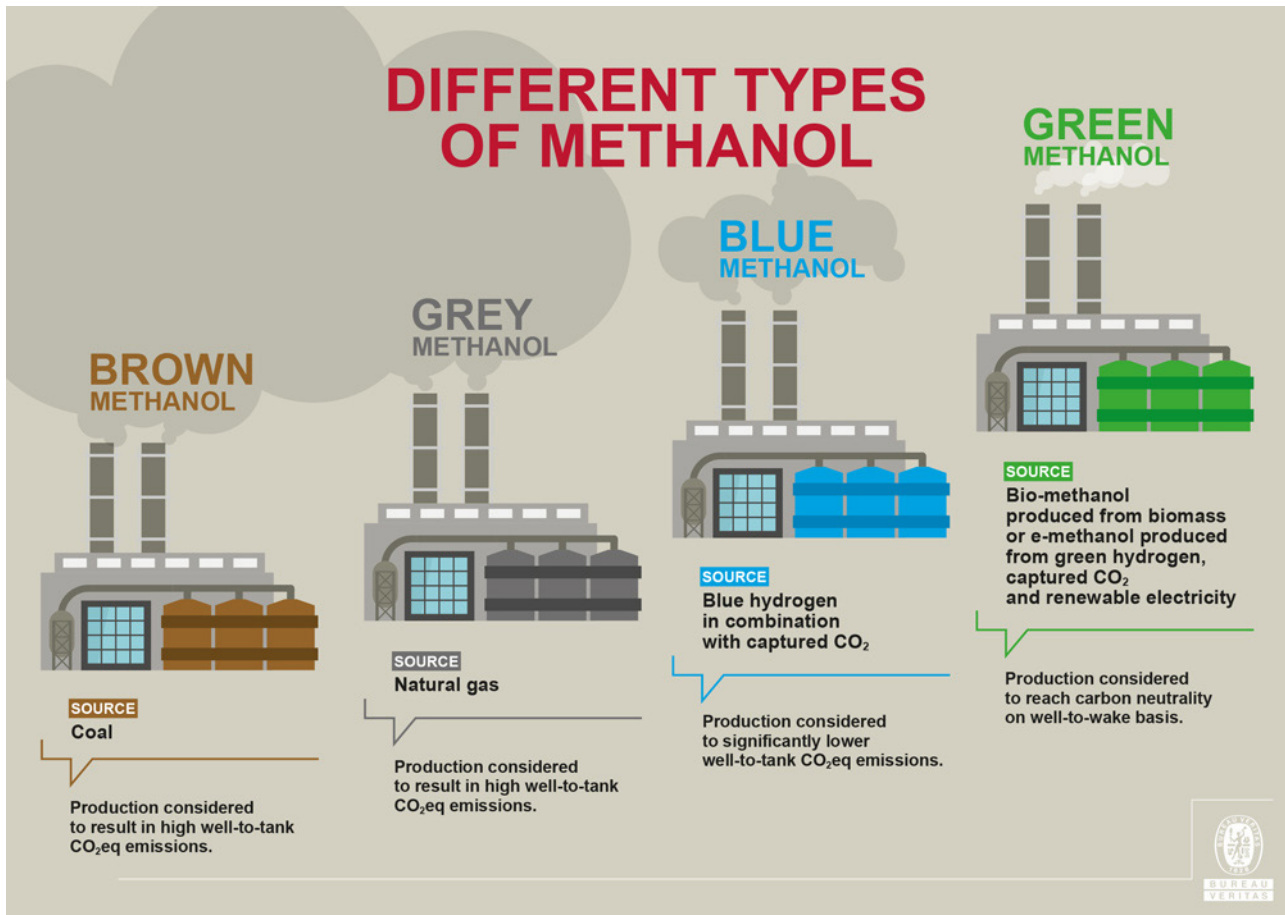 DIFFERENT TYPES
OF METHANOL
BROWN
METHANOL
SOURCE
Coal
Production considered
to result in high well-to-tank
CO₂eq emissions.
GREY
METHANOL
SOURCE
Natural gas
Production considered
to result in high well-to-tank
CO₂eq emissions.
BLUE
METHANOL
SOURCE
Blue hydrogen
in combination
with captured CO₂
Production considered
to significantly lower
well-to-tank CO₂eq emissions.
GREEN
METHANOL
SOURCE
Bio-methanol
produced from biomass
or e-methanol produced
from green hydrogen,
captured CO₂
and renewable electricity
Production considered
to reach carbon neutrality
on well-to-wake basis.
BUREAU VERITAS
1828
BUREAU
VERITAS